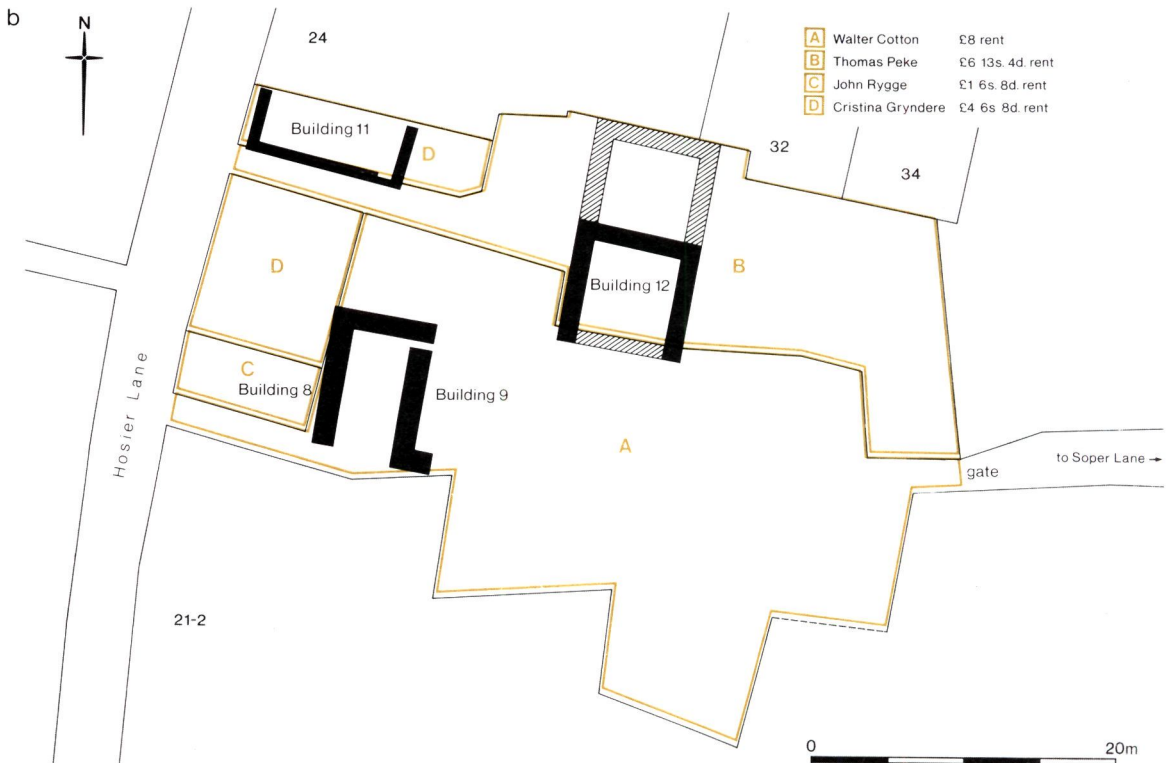 b
N
24
A Walter Cotton £8 rent
B Thomas Peke £6 13s. 4d. rent
C John Rygge £1 6s. 8d. rent
D Cristina Gryndere £4 6s 8d. rent
Building 11
D
32
34
D
B
Building 12
C
Building 8
Building 9
Hosier Lane
A
to Soper Lane →
gate
21-2
0 20m